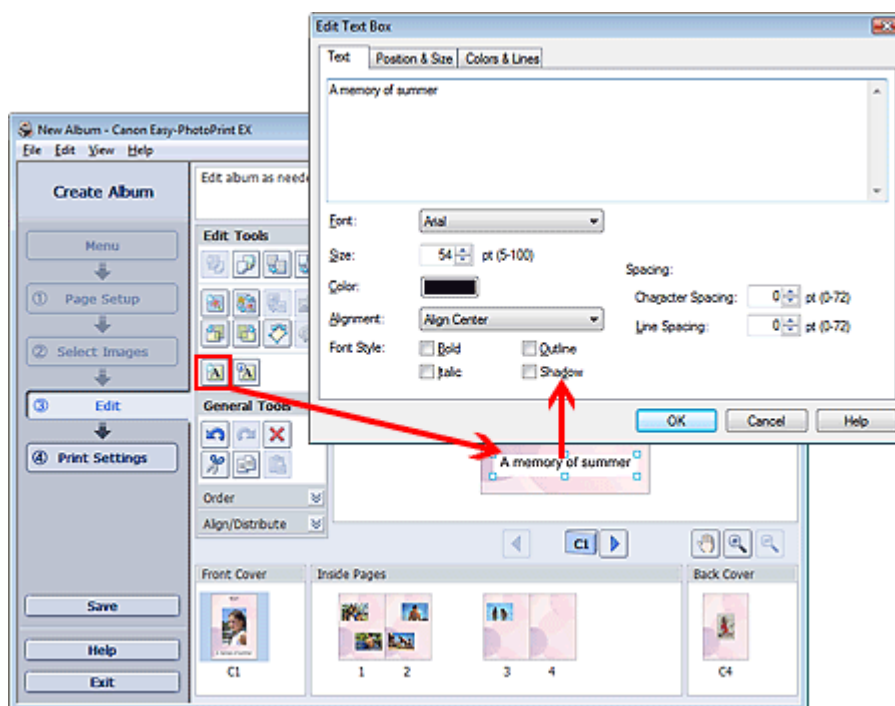 Edit Text Box
Text Position & Size Colors & Lines
A memory of summer
Font: Arial
Size: 54 pt (5-100)
Color:
Alignment: Align Center
Font Style: Bold Outline
Italic Shadow
Spacing:
Character Spacing: 0 pt (0-72)
Line Spacing: 0 pt (0-72)
OK Cancel Help
New Album - Canon Easy-PhotoPrint EX
File Edit View Help
Create Album
Menu
① Page Setup
② Select Images
③ Edit
④ Print Settings
Save
Help
Exit
Edit album as neede
Edit Tools
General Tools
Order
Align/Distribute
A memory of summer
C1
Front Cover Inside Pages Back Cover
C1 1 2 3 4 C4